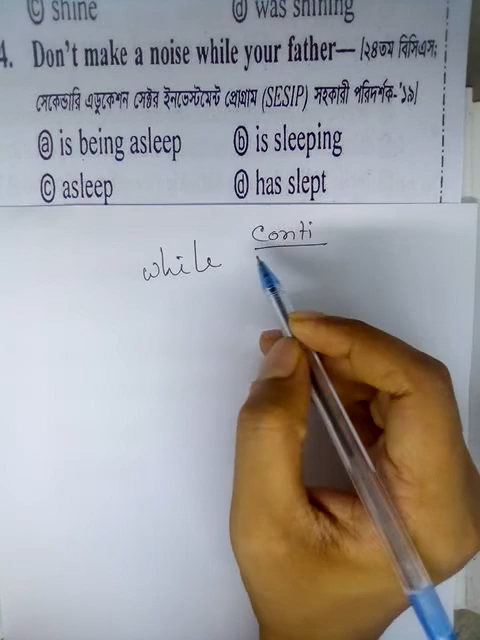 ⓒ shine ⓓ was shining
4. Don't make a noise while your father— [২৪তম বিসিএস;
সেকেন্ডারি এডুকেশন সেক্টর ইনভেস্টমেন্ট প্রোগ্রাম (SESIP) সহকারী পরিদর্শক-'১৯]
ⓐ is being asleep ⓑ is sleeping
ⓒ asleep ⓓ has slept
Conti
while